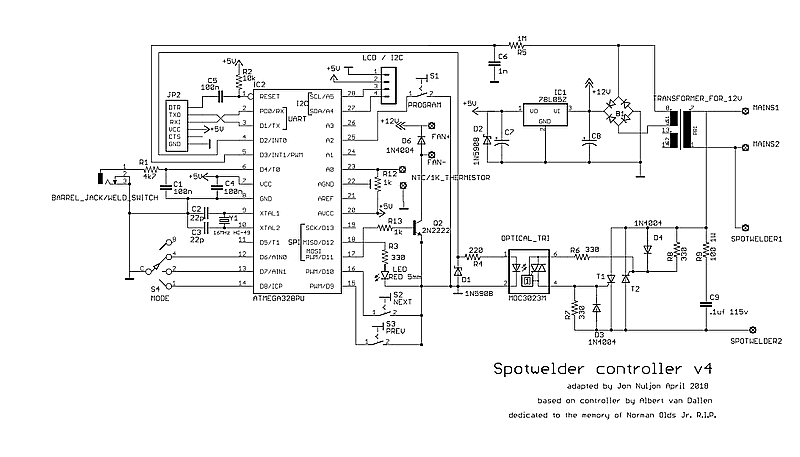 LCD / I2C
1M
R5
C6
1n
S1
PROGRAM
+5V
R2
10k
C5
100n
JP2
DTR
TXO
RXI
VCC
CTS
GND
+5V
IC2
RESET
PD0/RX
D1/TX
D2/INT0
D3/INT1/PWM
D4/T0
VCC
GND
XTAL1
XTAL2
D5/T1
D6/AIN0
D7/AIN1
D8/ICP
I2C
UART
SPI
SCL/A5
SDA/A4
A3
A2
A1
A0
AGND
AREF
AVCC
SCK/D13
MISO/D12
MOSI
PWM/D11
PWM/D10
PWM/D9
ATMEGA328PU
1
2
3
4
5
6
7
8
9
10
11
12
13
14
28
27
26
25
24
23
22
21
20
19
18
17
16
15
+5V
1
2
3
4
+12V
D6
1N4004
FAN+
FAN-
R12
1k
NTC/1K_THERMISTOR
+5V
R13
1k
Q2
2N2222
R3
330
LED
RED 5mm
S2
NEXT
S3
PREV
R1
4k7
BARREL_JACK/WELD_SWITCH
C1
100n
+5V
C4
100n
C2
22p
C3
22p
Y1
16MHz HC-49
S4
MODE
+5V
D2
1N5908
C7
IC1
78L05Z
VO
VI
GND
+12V
C8
B1
TRANSFORMER_FOR_12V
MAINS1
MAINS2
SPOTWELDER1
SPOTWELDER2
220
R4
D1
1N5908
OPTICAL_TRI
MOC3023M
R6 330
R7
330
D3
1N4004
T1
T2
1N4004
D4
R8
330
R9
100 1W
C9
.1uf 115v
Spotwelder controller v4
adapted by Jon Nuljon April 2018
based on controller by Albert van Dallen
dedicated to the memory of Norman Olds Jr. R.I.P.